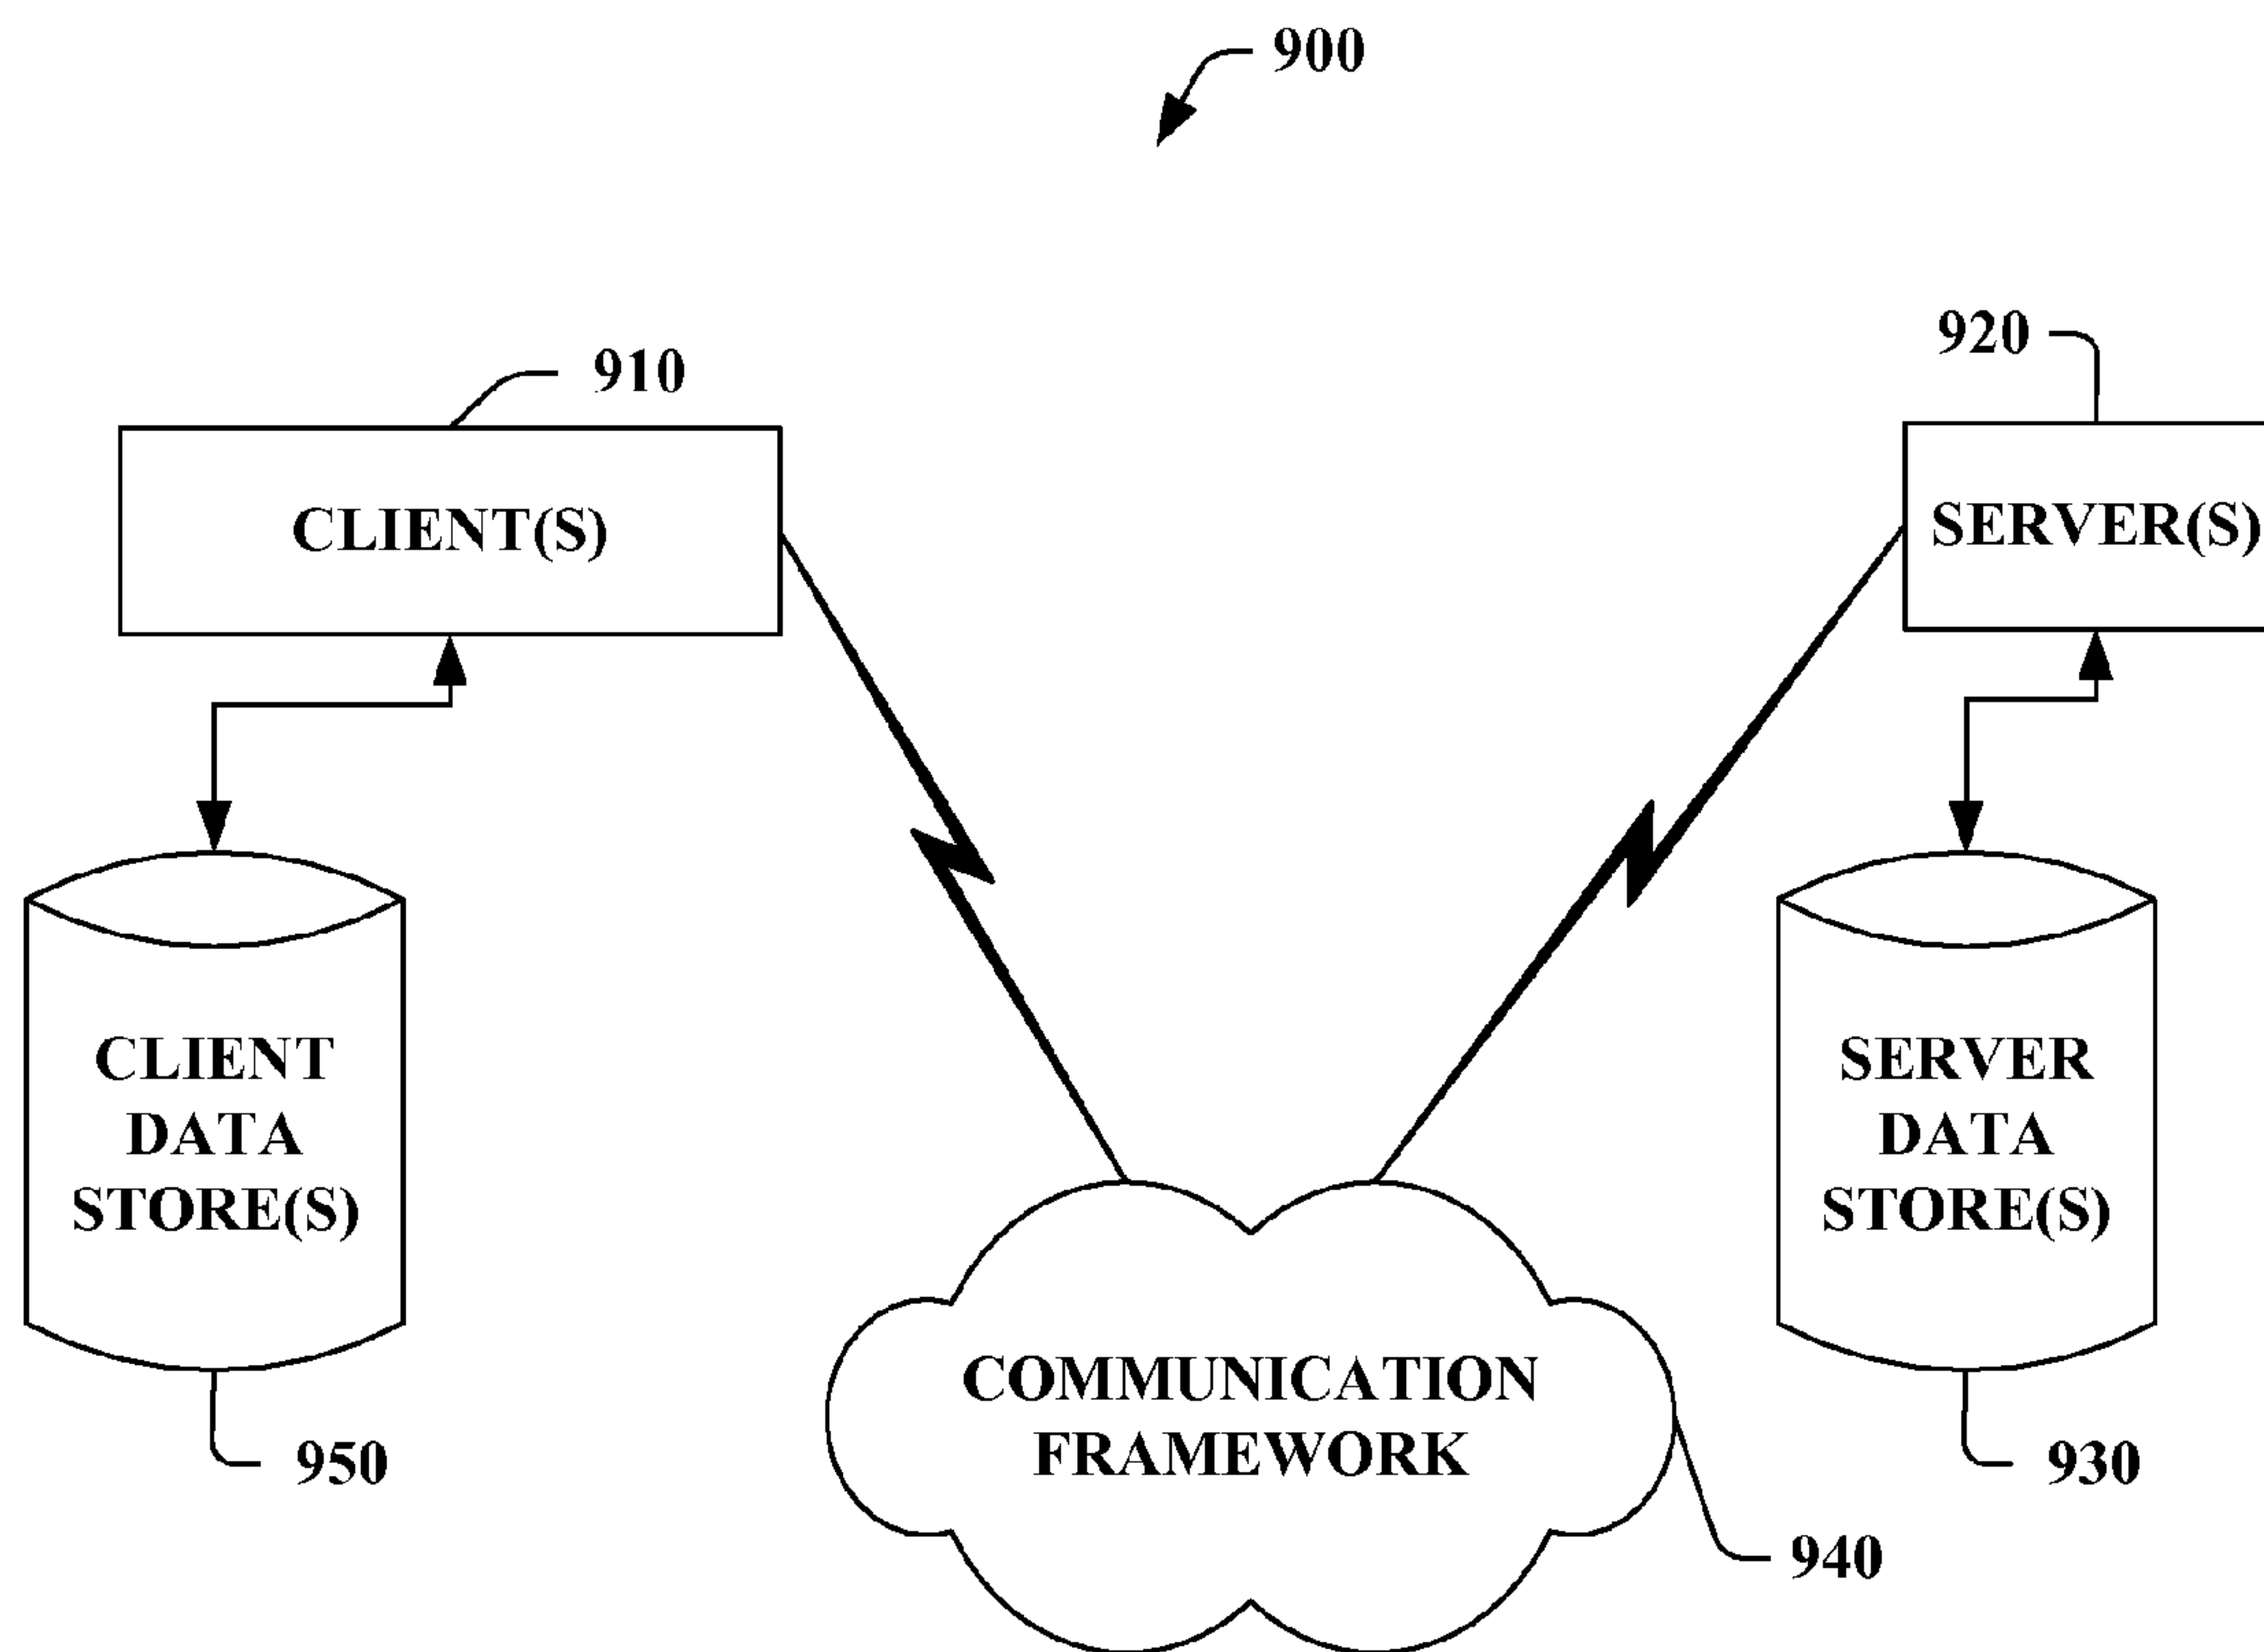 900
910
920
CLIENT(S)
SERVER(S)
CLIENT
DATA
STORE(S)
SERVER
DATA
STORE(S)
COMMUNICATION
FRAMEWORK
950
930
940